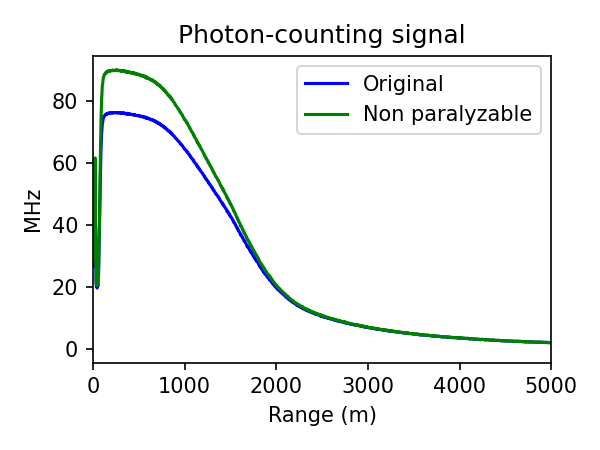 Photon-counting signal
Original
Non paralyzable
MHz
80
60
40
20
0
0 1000 2000 3000 4000 5000
Range (m)